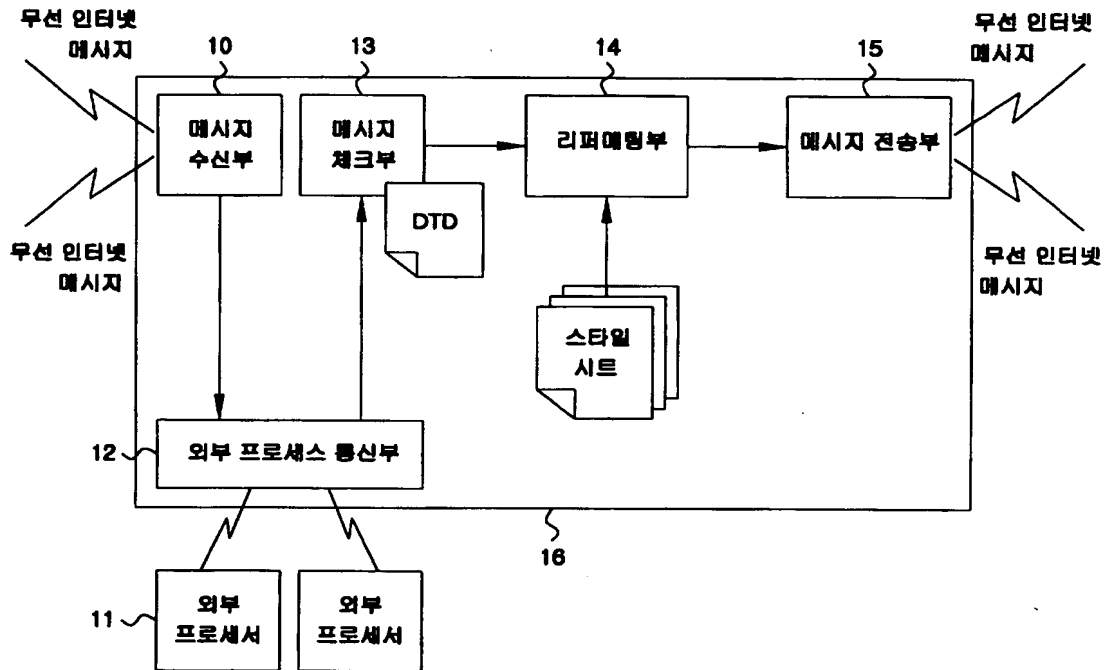 무선 인터넷
메시지
10
13
14
15
무선 인터넷
메시지
메시지
수신부
메시지
체크부
리퍼매팅부
메시지 전송부
DTD
무선 인터넷
메시지
무선 인터넷
메시지
스타일
시트
12
외부 프로세스 통신부
16
11
외부
프로세서
외부
프로세서